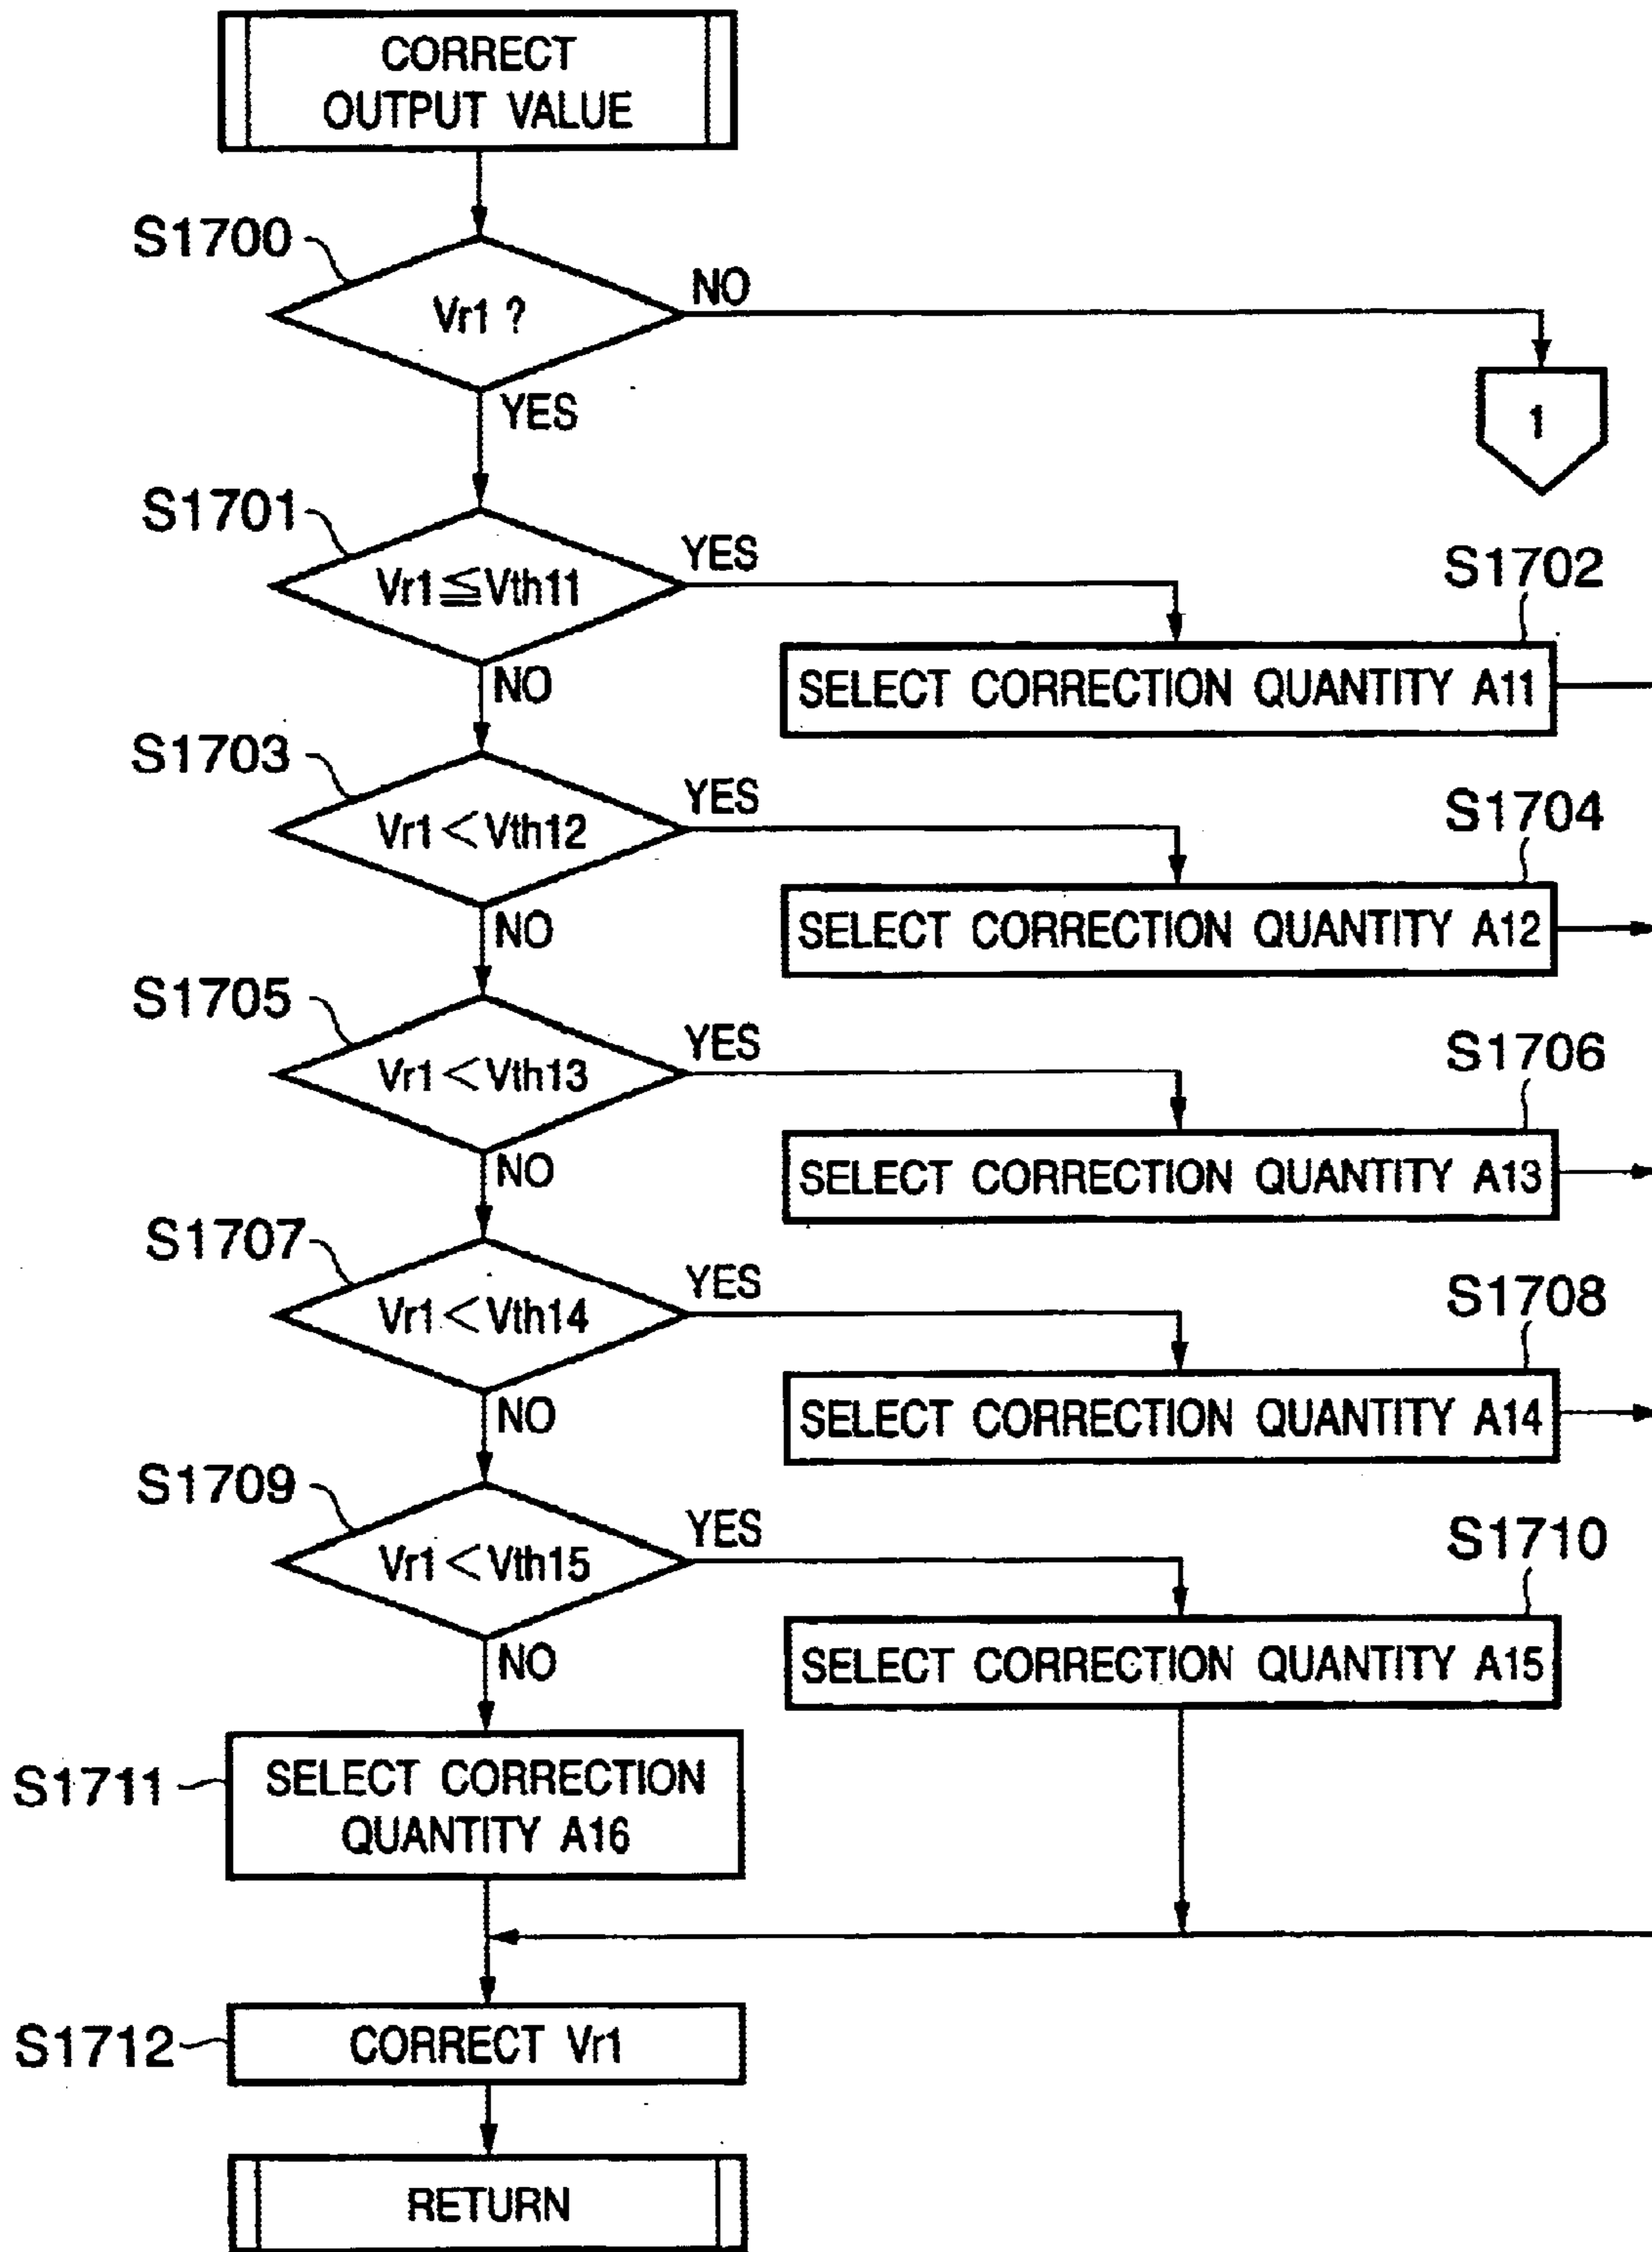 CORRECT
OUTPUT VALUE
S1700
Vr1 ?
NO
YES
1
S1701
Vr1≦Vth11
YES
NO
S1702
SELECT CORRECTION QUANTITY A11
S1703
Vr1<Vth12
YES
NO
S1704
SELECT CORRECTION QUANTITY A12
S1705
Vr1<Vth13
YES
NO
S1706
SELECT CORRECTION QUANTITY A13
S1707
Vr1<Vth14
YES
NO
S1708
SELECT CORRECTION QUANTITY A14
S1709
Vr1<Vth15
YES
NO
S1710
SELECT CORRECTION QUANTITY A15
S1711
SELECT CORRECTION
QUANTITY A16
S1712
CORRECT Vr1
RETURN